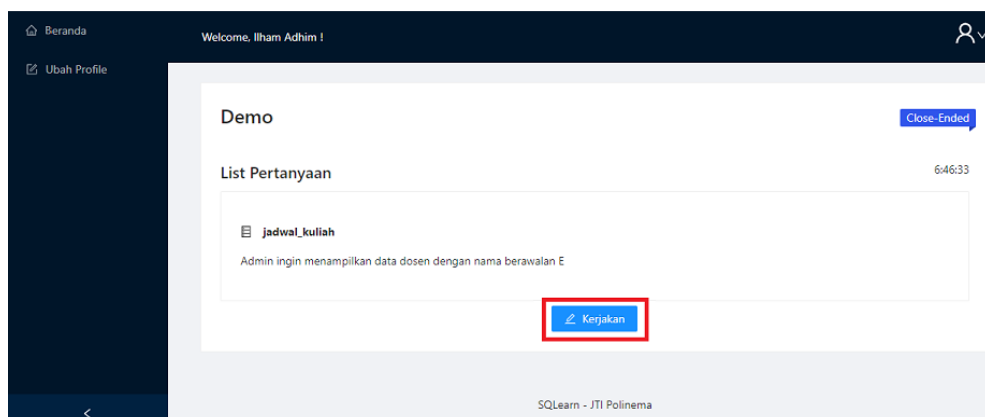 Beranda
Welcome, Ilham Adhim !
Ubah Profile
Demo
Close-Ended
List Pertanyaan
6:46:33
jadwal_kuliah
Admin ingin menampilkan data dosen dengan nama berawalan E
Kerjakan
SQLearn - JTI Polinema